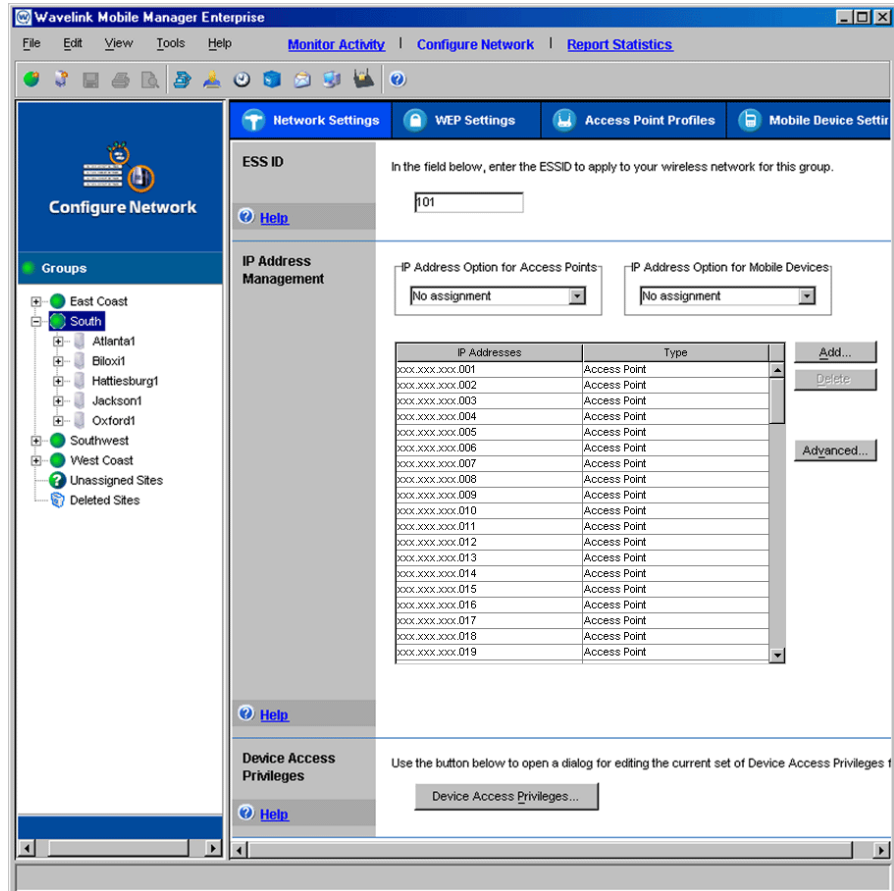 Wavelink Mobile Manager Enterprise
File Edit View Tools Help Monitor Activity | Configure Network | Report Statistics
Network Settings WEP Settings Access Point Profiles Mobile Device Settin
Configure Network
Groups
East Coast
South
Atlanta1
Biloxi1
Hattiesburg1
Jackson1
Oxford1
Southwest
West Coast
Unassigned Sites
Deleted Sites
ESS ID
In the field below, enter the ESSID to apply to your wireless network for this group.
101
Help
IP Address
Management
IP Address Option for Access Points IP Address Option for Mobile Devices
No assignment No assignment
IP Addresses Type
xxx.xxx.xxx.001 Access Point
xxx.xxx.xxx.002 Access Point
xxx.xxx.xxx.003 Access Point
xxx.xxx.xxx.004 Access Point
xxx.xxx.xxx.005 Access Point
xxx.xxx.xxx.006 Access Point
xxx.xxx.xxx.007 Access Point
xxx.xxx.xxx.008 Access Point
xxx.xxx.xxx.009 Access Point
xxx.xxx.xxx.010 Access Point
xxx.xxx.xxx.011 Access Point
xxx.xxx.xxx.012 Access Point
xxx.xxx.xxx.013 Access Point
xxx.xxx.xxx.014 Access Point
xxx.xxx.xxx.015 Access Point
xxx.xxx.xxx.016 Access Point
xxx.xxx.xxx.017 Access Point
xxx.xxx.xxx.018 Access Point
xxx.xxx.xxx.019 Access Point
Add...
Delete
Advanced...
Help
Device Access
Privileges
Use the button below to open a dialog for editing the current set of Device Access Privileges f
Device Access Privileges...
Help